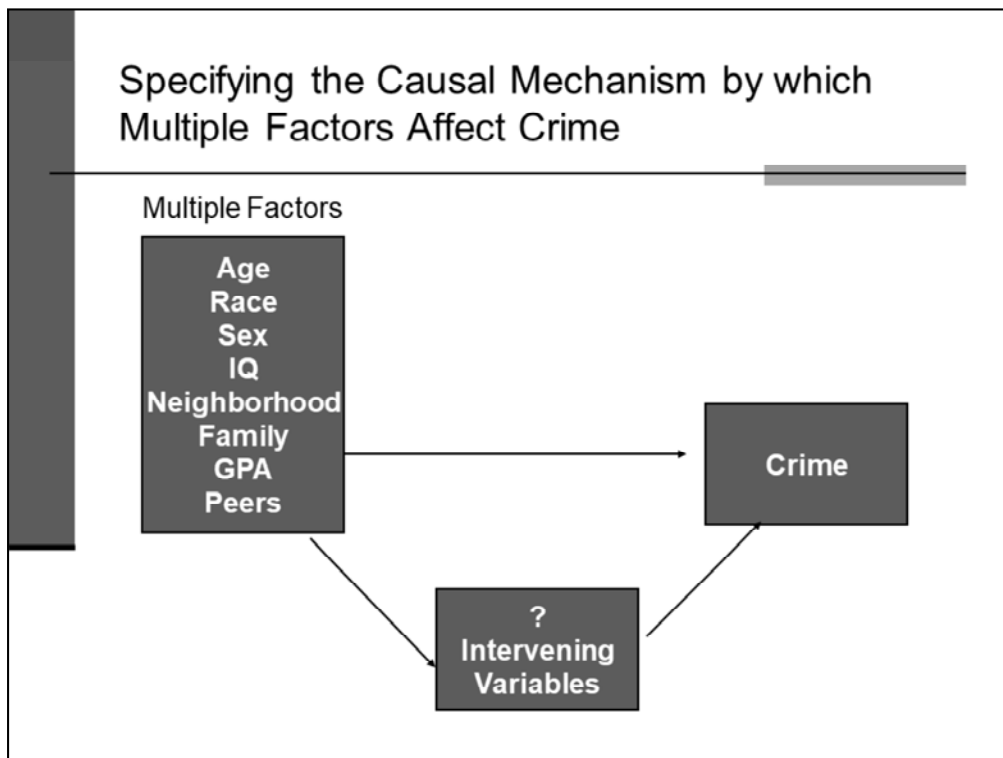 Specifying the Causal Mechanism by which
Multiple Factors Affect Crime
Multiple Factors
Age
Race
Sex
IQ
Neighborhood
Family
GPA
Peers
Crime
?
Intervening
Variables